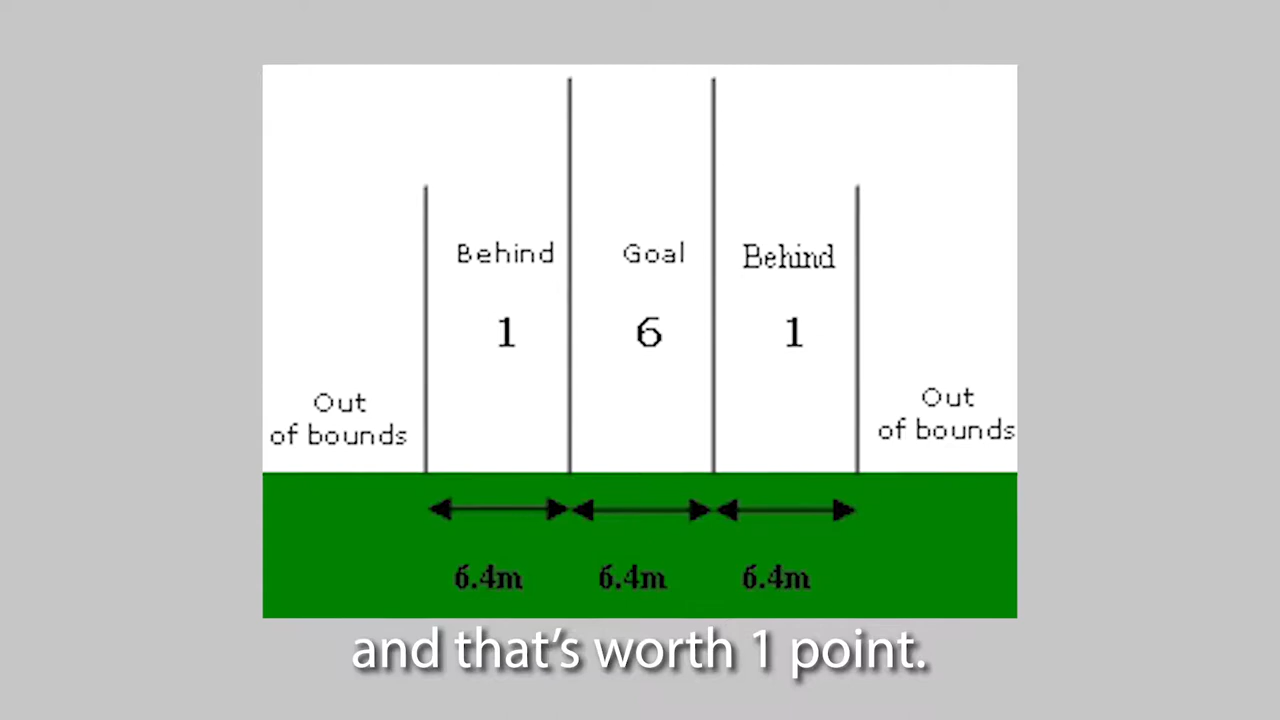 Behind
Goal
Behind
1
6
1
Out
of bounds
Out
of bounds
6.4m
6.4m
6.4m
and that's worth 1 point.